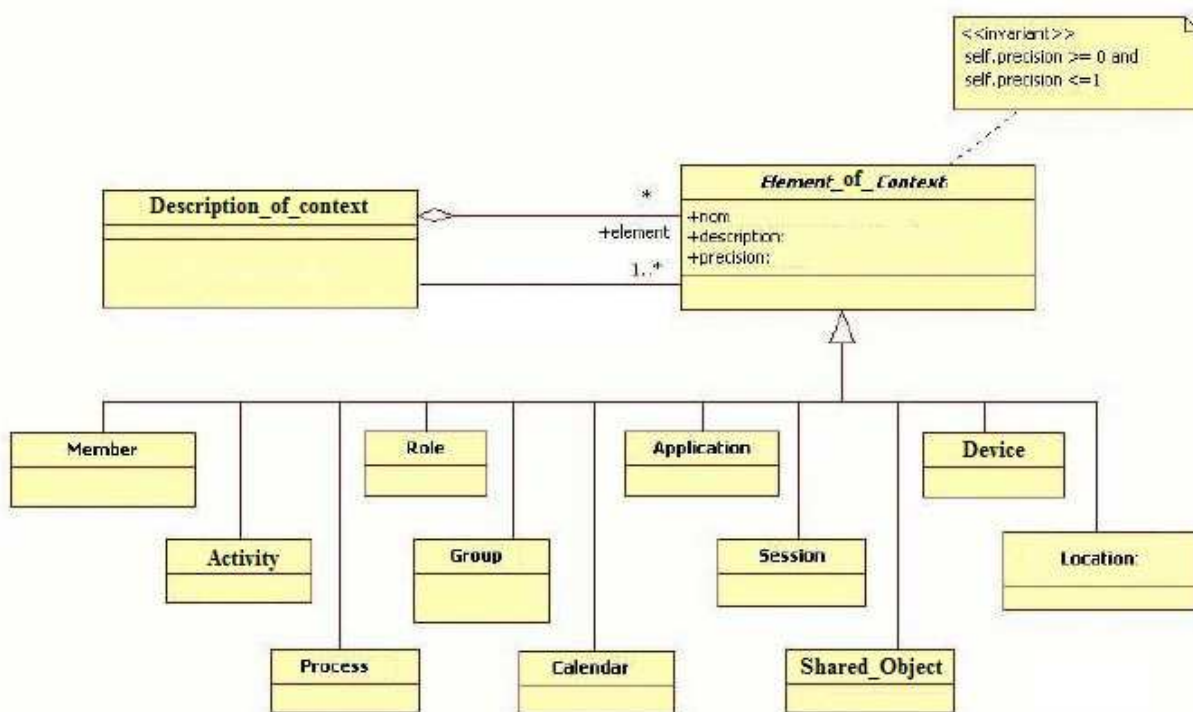 <<invariant>>
self.precision >= 0 and
self.precision <=1
Element_of_Context
Description_of_context
*
+nom
+element
+description:
+precision:
1..*
Member
Role
Application
Device
Activity
Group
Session
Location:
Process
Calendar
Shared_Object